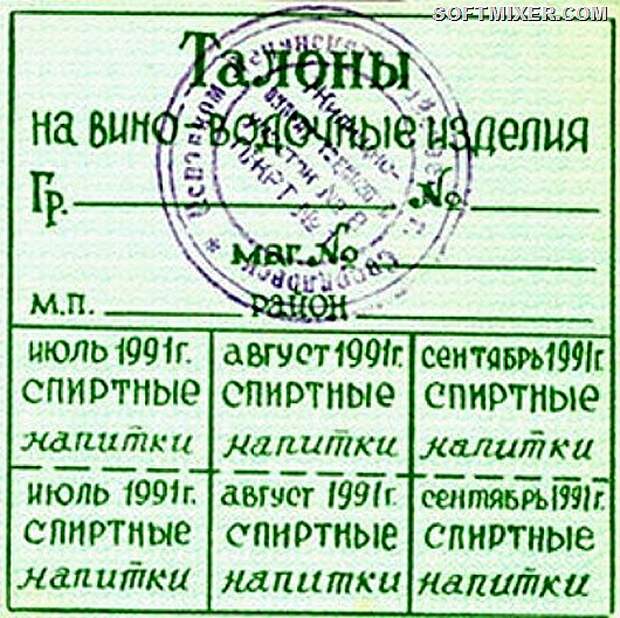 SOFTMIXER.COM
Талоны
на вино-водочные изделия
Гр. № 
маг. №
м.п. район
июль 1991г. август 1991г. сентябрь 1991г.
спиртные спиртные спиртные
напитки напитки напитки
июль 1991г. август 1991г. сентябрь 1991г.
спиртные спиртные спиртные
напитки напитки напитки